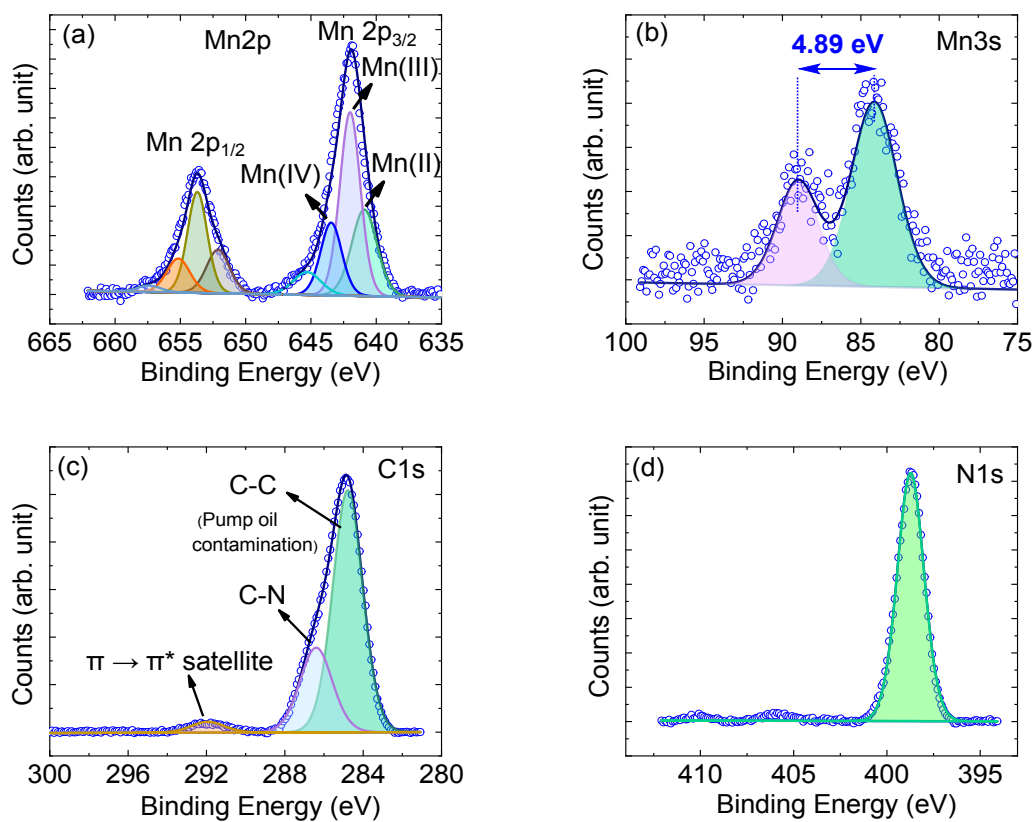 (a)
Mn2p
Mn 2p3/2
Mn(III)
Mn 2p1/2
Mn(IV)
Mn(II)
Counts (arb. unit)
665 660 655 650 645 640 635
Binding Energy (eV)
(b)
4.89 eV
Mn3s
Counts (arb. unit)
100 95 90 85 80 75
Binding Energy (eV)
(c)
C1s
C-C
(Pump oil
contamination)
C-N
π → π* satellite
Counts (arb. unit)
300 296 292 288 284 280
Binding Energy (eV)
(d)
N1s
Counts (arb. unit)
410 405 400 395
Binding Energy (eV)